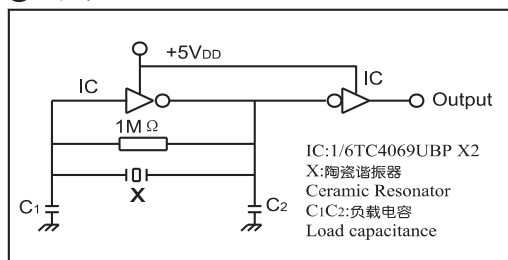 +5VDD
IC
IC
Output
1M Ω
X
C1
C2
IC:1/6TC4069UBP X2
X:陶瓷谐振器
Ceramic Resonator
C1C2:负载电容
Load capacitance